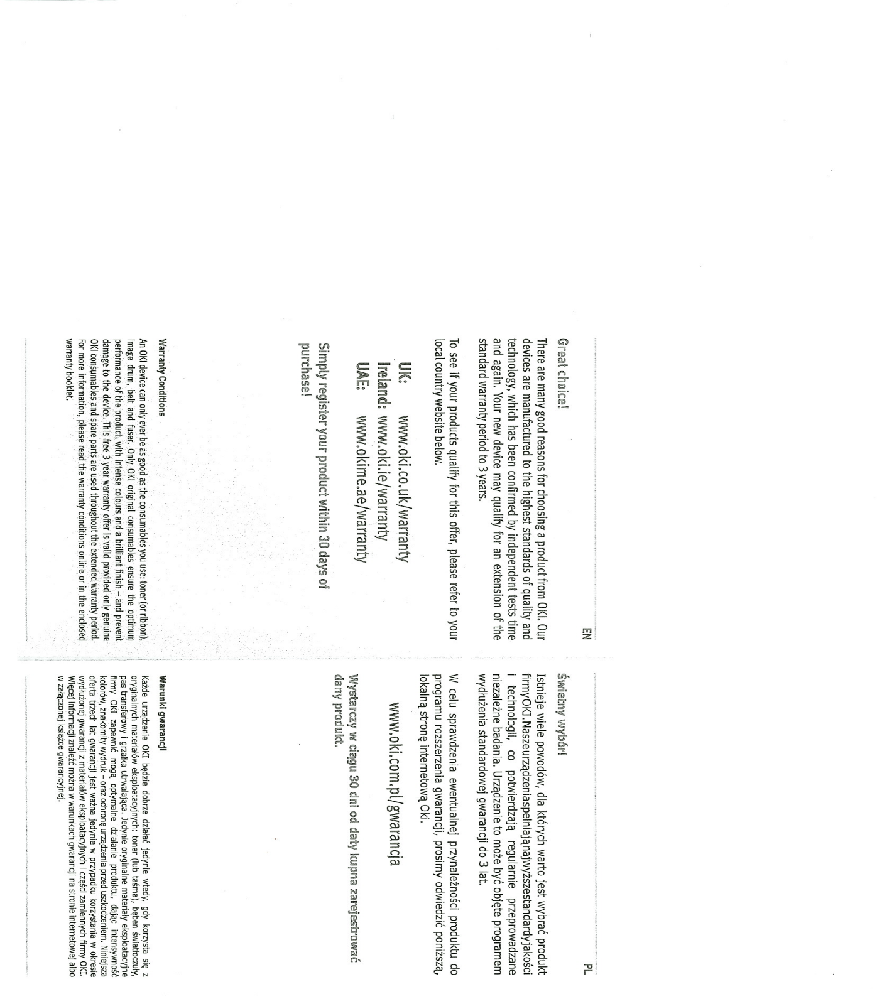 EN
Great choice!
There are many good reasons for choosing a product from OKI. Our
devices are manufactured to the highest standards of quality and
technology, which has been confirmed by independent tests time
and again. Your new device may qualify for an extension of the
standard warranty period to 3 years.
To see if your products qualify for this offer, please refer to your
local country website below.
UK: www.oki.co.uk/warranty
Ireland: www.oki.ie/warranty
UAE: www.okime.ae/warranty
Simply register your product within 30 days of
purchase!
Warranty Conditions
An OKI device can only ever be as good as the consumables you use: toner (or ribbon),
image drum, belt and fuser. Only OKI original consumables ensure the optimum
performance of the product, with intense colours and a brilliant finish – and prevent
damage to the device. This free 3 year warranty offer is valid provided only genuine
OKI consumables and spare parts are used throughout the extended warranty period.
For more information, please read the warranty conditions online or in the enclosed
warranty booklet.
PL
Świetny wybór!
Istnieje wiele powodów, dla których warto jest wybrać produkt
firmyOKI.Naszeurządzeniaspełniająnajwyższestandardyjakości
i technologii, co potwierdzają regularnie przeprowadzane
niezależne badania. Urządzenie to może być objęte programem
wydłużenia standardowej gwarancji do 3 lat.
W celu sprawdzenia ewentualnej przynależności produktu do
programu rozszerzenia gwarancji, prosimy odwiedzić poniższą,
lokalną stronę internetową Oki.
www.oki.com.pl/gwarancja
Wystarczy w ciągu 30 dni od daty kupna zarejestrować
dany produkt.
Warunki gwarancji
Każde urządzenie OKI będzie dobrze działać jedynie wtedy, gdy korzysta się z
oryginalnych materiałów eksploatacyjnych: toner (lub taśma), bęben światłoczuły,
pas transferowy i grzałka utrwalająca. Jedynie oryginalne materiały eksploatacyjne
firmy OKI zapewnić mogą optymalne działanie produktu, dając intensywność
kolorów, znakomity wydruk – oraz ochronę urządzenia przed uszkodzeniem. Niniejsza
oferta trzech lat gwarancji jest ważna jedynie w przypadku korzystania w okresie
wydłużonej gwarancji z materiałów eksploatacyjnych i części zamiennych firmy OKI.
Więcej informacji znaleźć można w warunkach gwarancji na stronie internetowej albo
w załączonej książce gwarancyjnej.